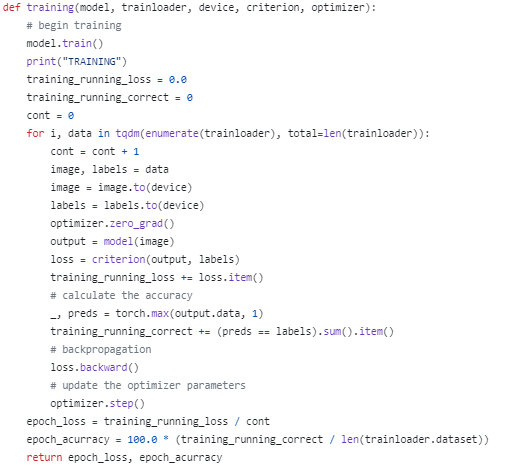 def training(model, trainloader, device, criterion, optimizer):
    # begin training
    model.train()
    print("TRAINING")
    training_running_loss = 0.0
    training_running_correct = 0
    cont = 0
    for i, data in tqdm(enumerate(trainloader), total=len(trainloader)):
        cont = cont + 1
        image, labels = data
        image = image.to(device)
        labels = labels.to(device)
        optimizer.zero_grad()
        output = model(image)
        loss = criterion(output, labels)
        training_running_loss += loss.item()
        # calculate the accuracy
        _, preds = torch.max(output.data, 1)
        training_running_correct += (preds == labels).sum().item()
        # backpropagation
        loss.backward()
        # update the optimizer parameters
        optimizer.step()
    epoch_loss = training_running_loss / cont
    epoch_acurracy = 100.0 * (training_running_correct / len(trainloader.dataset))
    return epoch_loss, epoch_acurracy